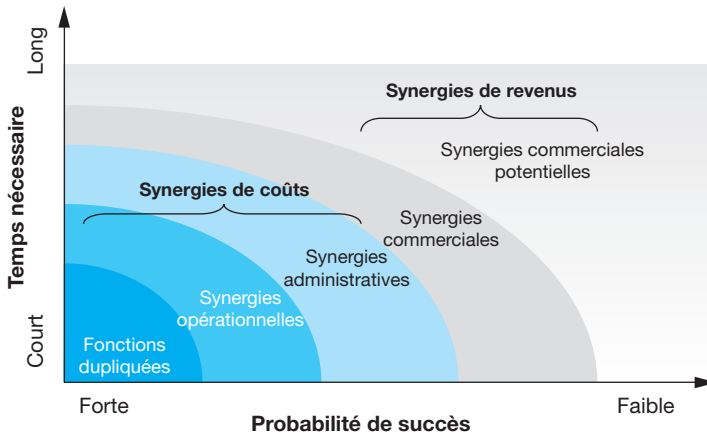 Long
Temps nécessaire
Court
Synergies de revenus
Synergies commerciales
potentielles
Synergies de coûts
Synergies
commerciales
Synergies
administratives
Synergies
opérationnelles
Fonctions
dupliquées
Forte
Probabilité de succès
Faible